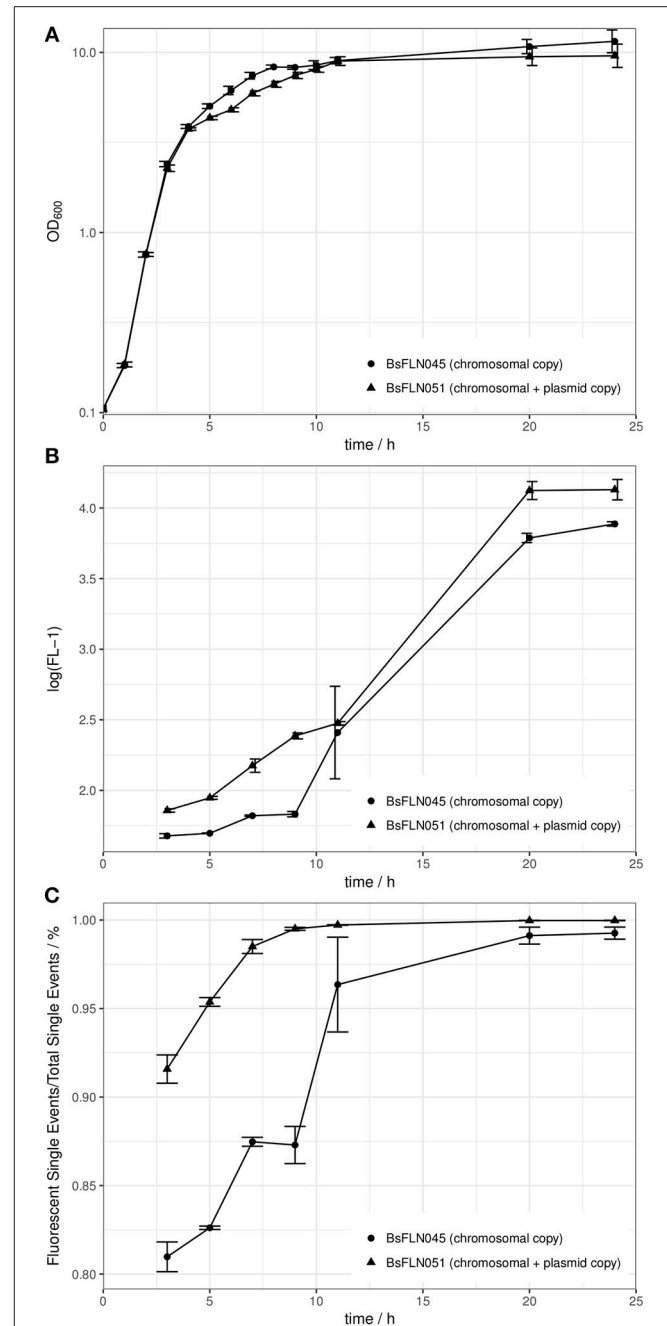 A
10.0
1.0
0.1
OD600
BsFLN045 (chromosomal copy)
BsFLN051 (chromosomal + plasmid copy)
0 5 10 15 20 25
time / h
B
4.0
3.5
3.0
2.5
2.0
log(FL−1)
BsFLN045 (chromosomal copy)
BsFLN051 (chromosomal + plasmid copy)
0 5 10 15 20 25
time / h
C
1.00
0.95
0.90
0.85
0.80
Fluorescent Single Events/Total Single Events / %
BsFLN045 (chromosomal copy)
BsFLN051 (chromosomal + plasmid copy)
0 5 10 15 20 25
time / h